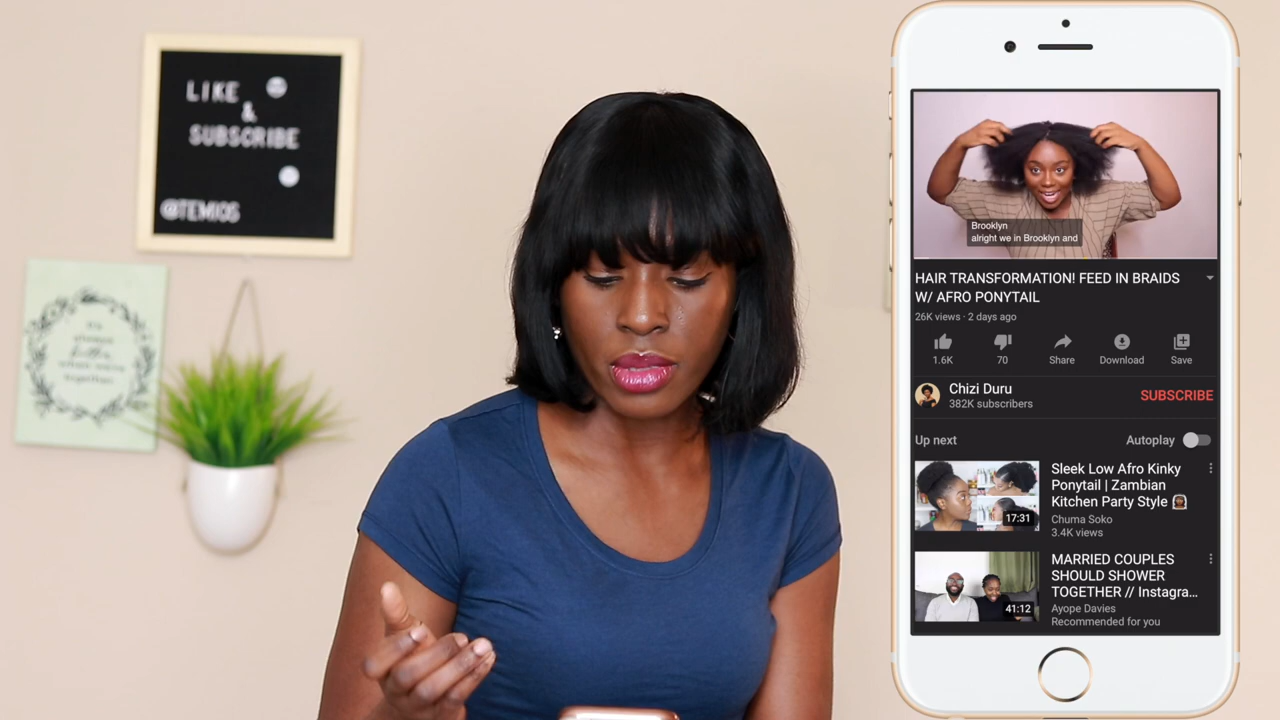 LIKE
&
SUBSCRIBE
@TEMIOS
Brooklyn
alright we in Brooklyn and
HAIR TRANSFORMATION! FEED IN BRAIDS
W/ AFRO PONYTAIL
26K views · 2 days ago
1.6K 70 Share Download Save
Chizi Duru
382K subscribers
SUBSCRIBE
Up next Autoplay
Sleek Low Afro Kinky
Ponytail | Zambian
Kitchen Party Style
Chuma Soko
3.4K views
17:31
MARRIED COUPLES
SHOULD SHOWER
TOGETHER // Instagra...
Ayope Davies
Recommended for you
41:12